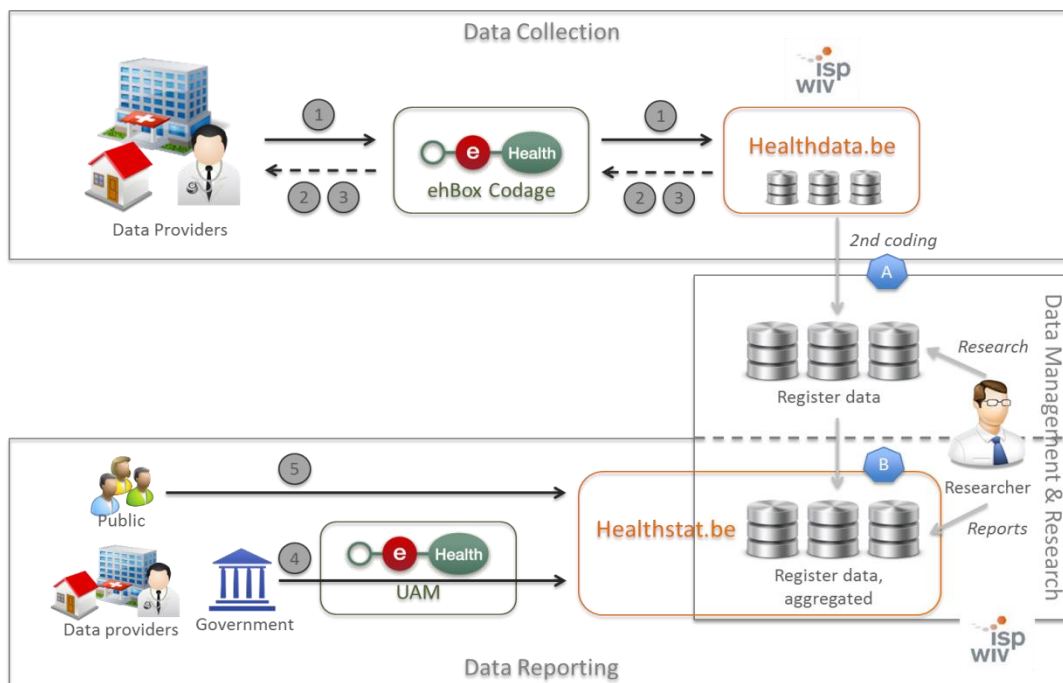 Data Collection
isp
wiv
1
1
e
Health
Healthdata.be
2
3
ehBox Codage
2
3
Data Providers
2nd coding
A
Data Management & Research
Research
Register data
5
B
Public
Researcher
Healthstat.be
e
Health
4
Reports
UAM
Register data,
aggregated
Data providers
Government
isp
wiv
Data Reporting